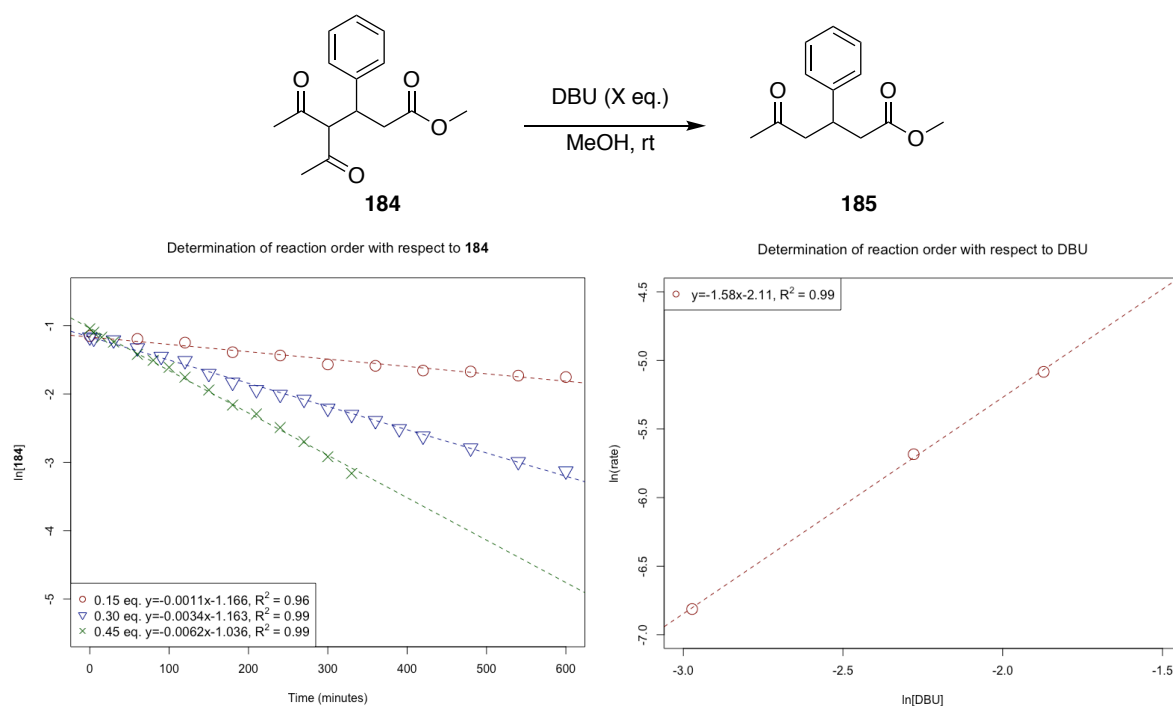 O
O
O
O
DBU (X eq.)
MeOH, rt
184
O
O
O
185
Determination of reaction order with respect to 184
ln[184]
-1
-2
-3
-4
-5
0.15 eq. y=-0.0011x-1.166, R² = 0.96
0.30 eq. y=-0.0034x-1.163, R² = 0.99
0.45 eq. y=-0.0062x-1.036, R² = 0.99
0 100 200 300 400 500 600
Time (minutes)
Determination of reaction order with respect to DBU
y=-1.58x-2.11, R² = 0.99
ln(rate)
-4.5
-5.0
-5.5
-6.0
-6.5
-7.0
-3.0 -2.5 -2.0 -1.5
ln[DBU]